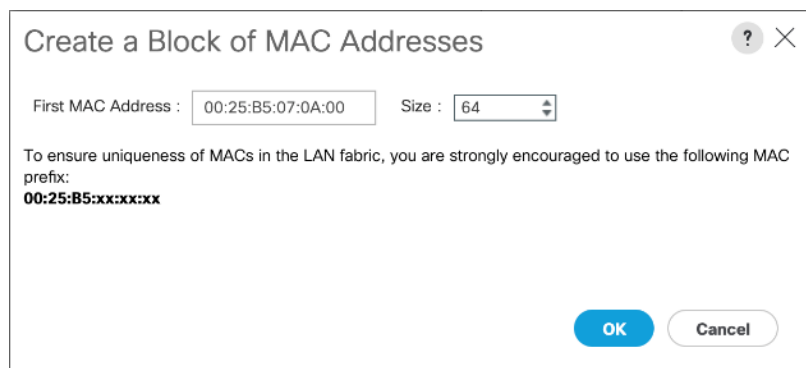 Create a Block of MAC Addresses
? ×
First MAC Address : 00:25:B5:07:0A:00 Size : 64
To ensure uniqueness of MACs in the LAN fabric, you are strongly encouraged to use the following MAC
prefix:
00:25:B5:xx:xx:xx
OK Cancel